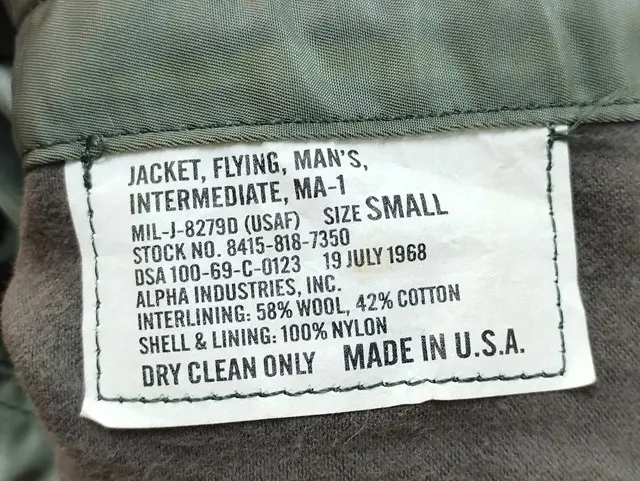 JACKET, FLYING, MAN'S,
INTERMEDIATE, MA-1
MIL-J-8279D (USAF) SIZE SMALL
STOCK NO. 8415-818-7350
DSA 100-69-C-0123 19 JULY 1968
ALPHA INDUSTRIES, INC.
INTERLINING: 58% WOOL, 42% COTTON
SHELL & LINING: 100% NYLON
DRY CLEAN ONLY MADE IN U.S.A.